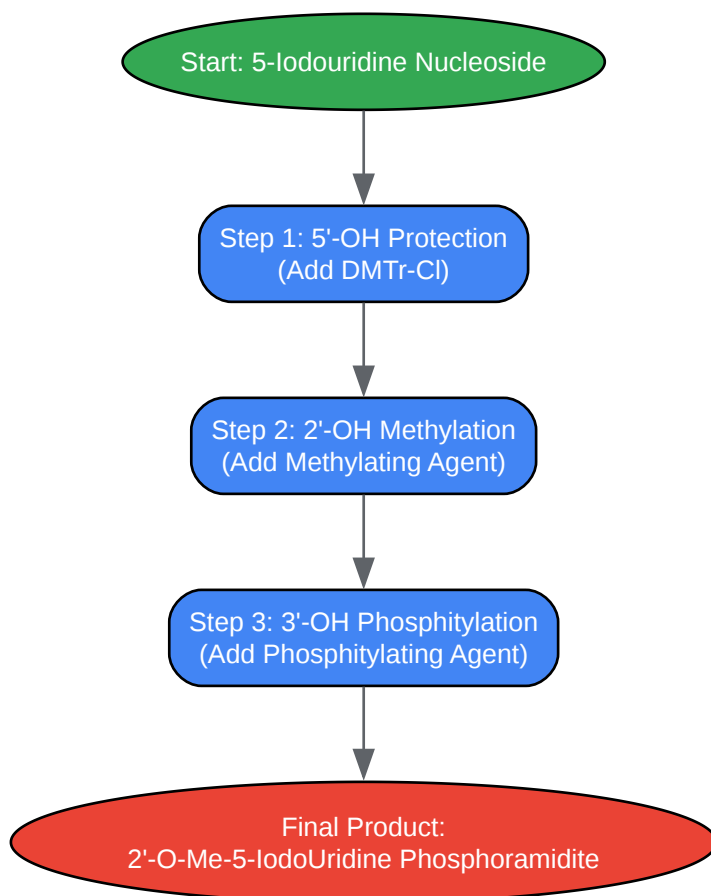 Start: 5-Iodouridine Nucleoside
Step 1: 5'-OH Protection
(Add DMTr-Cl)
Step 2: 2'-OH Methylation
(Add Methylating Agent)
Step 3: 3'-OH Phosphitylation
(Add Phosphitylating Agent)
Final Product:
2'-O-Me-5-IodoUridine Phosphoramidite